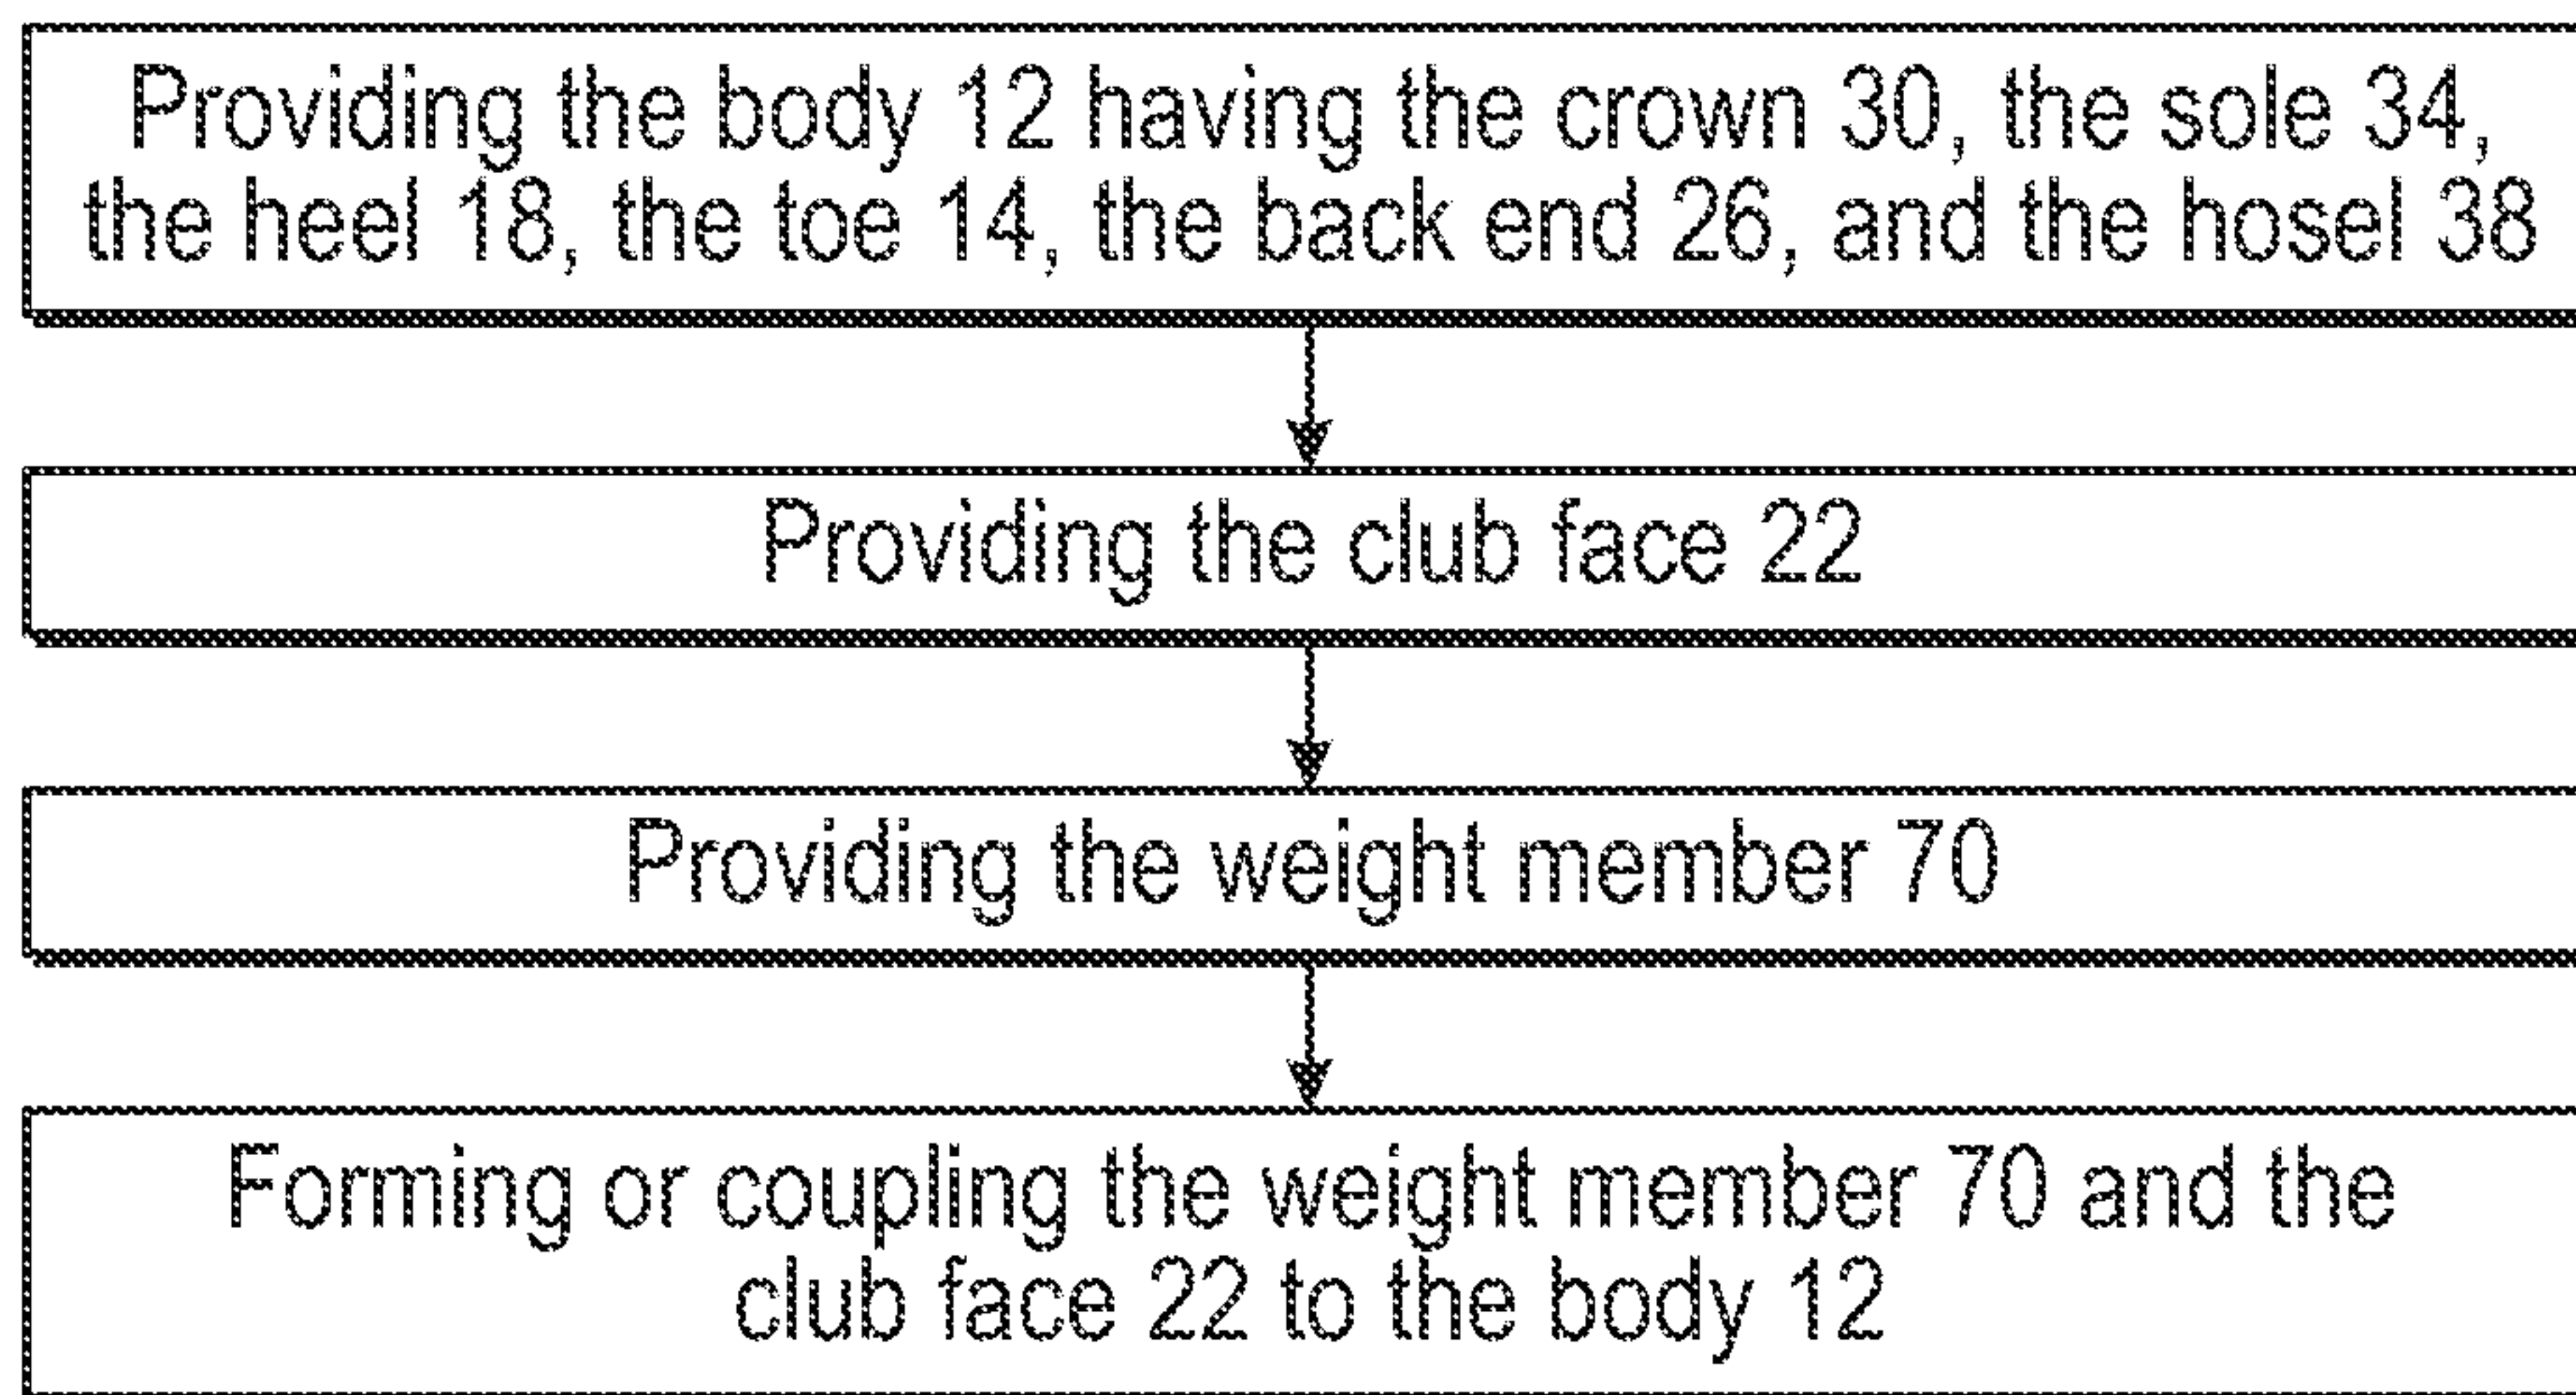 Providing the body 12 having the crown 30, the sole 34,
the heel 18, the toe 14, the back end 26, and the hosel 38
Providing the club face 22
Providing the weight member 70
Forming or coupling the weight member 70 and the
club face 22 to the body 12